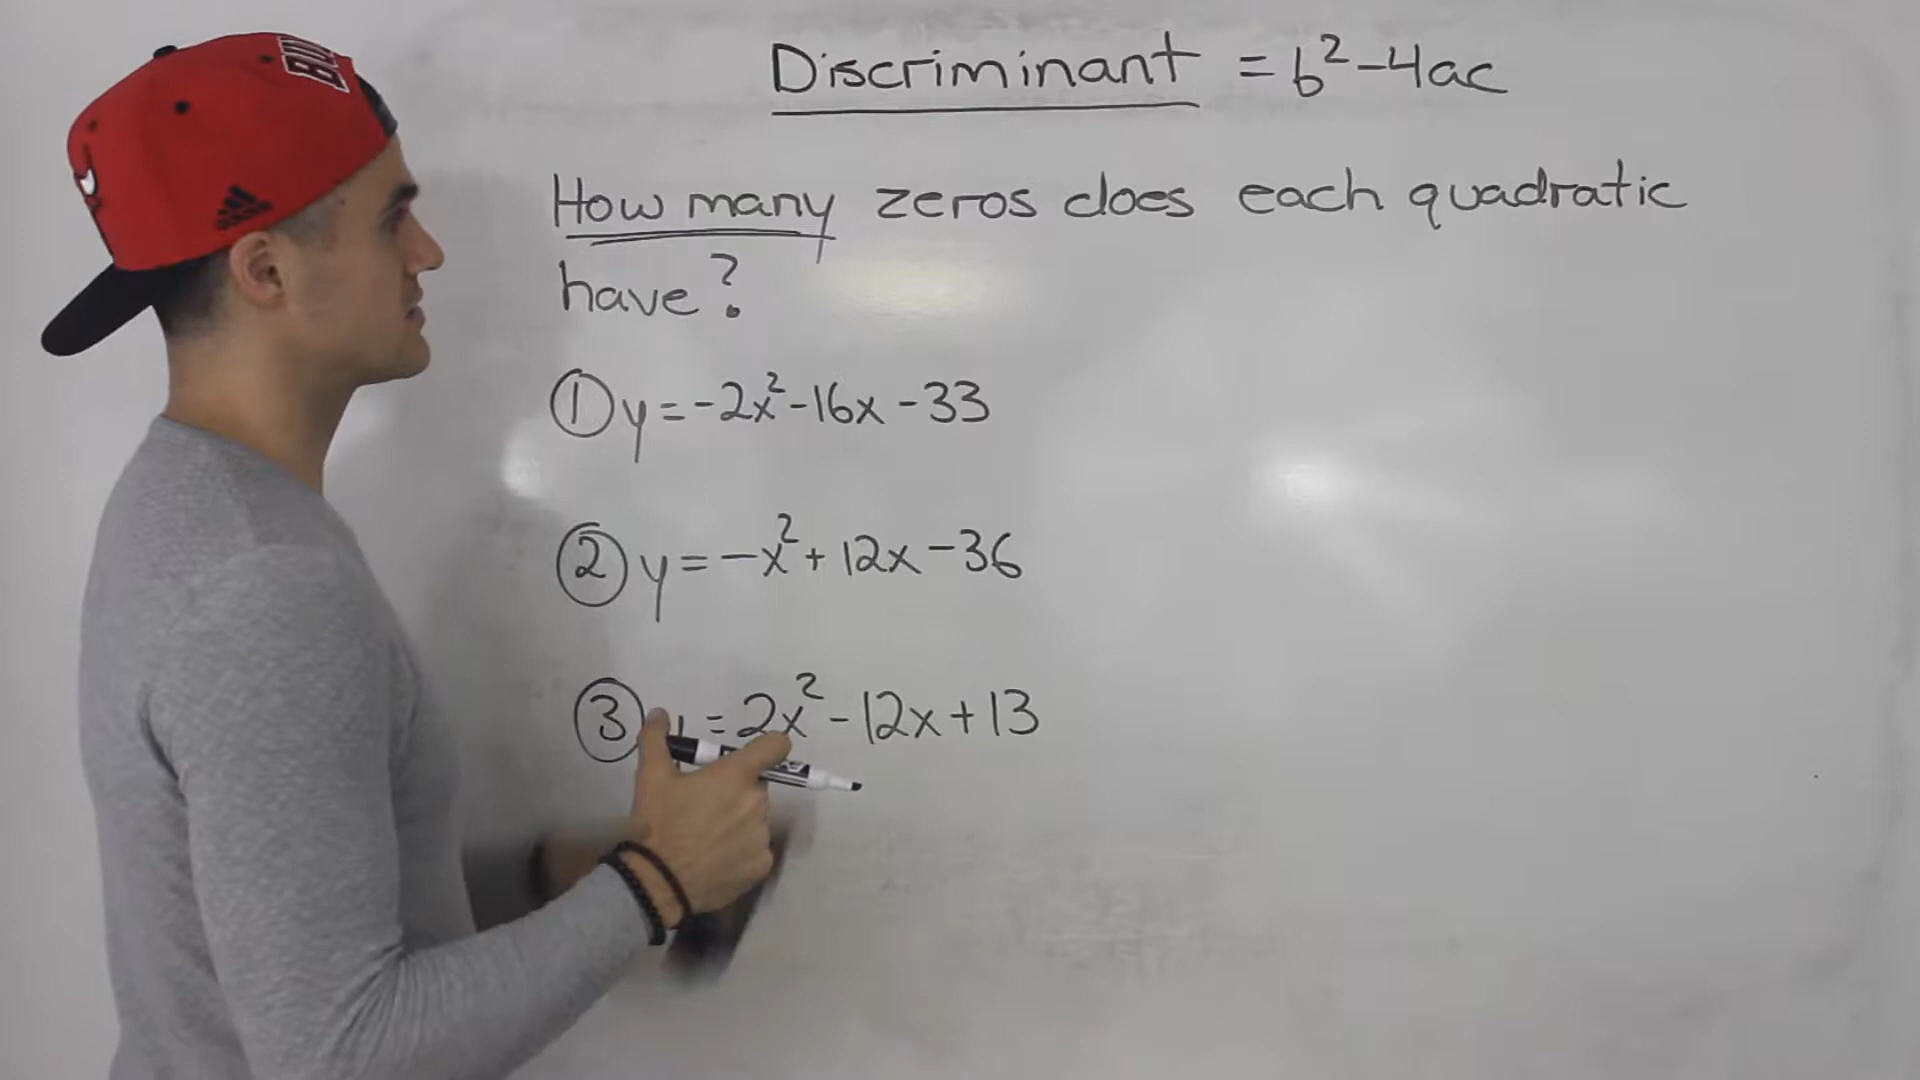 Discriminant = b²-4ac
How many zeros does each quadratic
have?
① y = -2x²-16x-33
② y = -x²+12x-36
③ = 2x²-12x+13